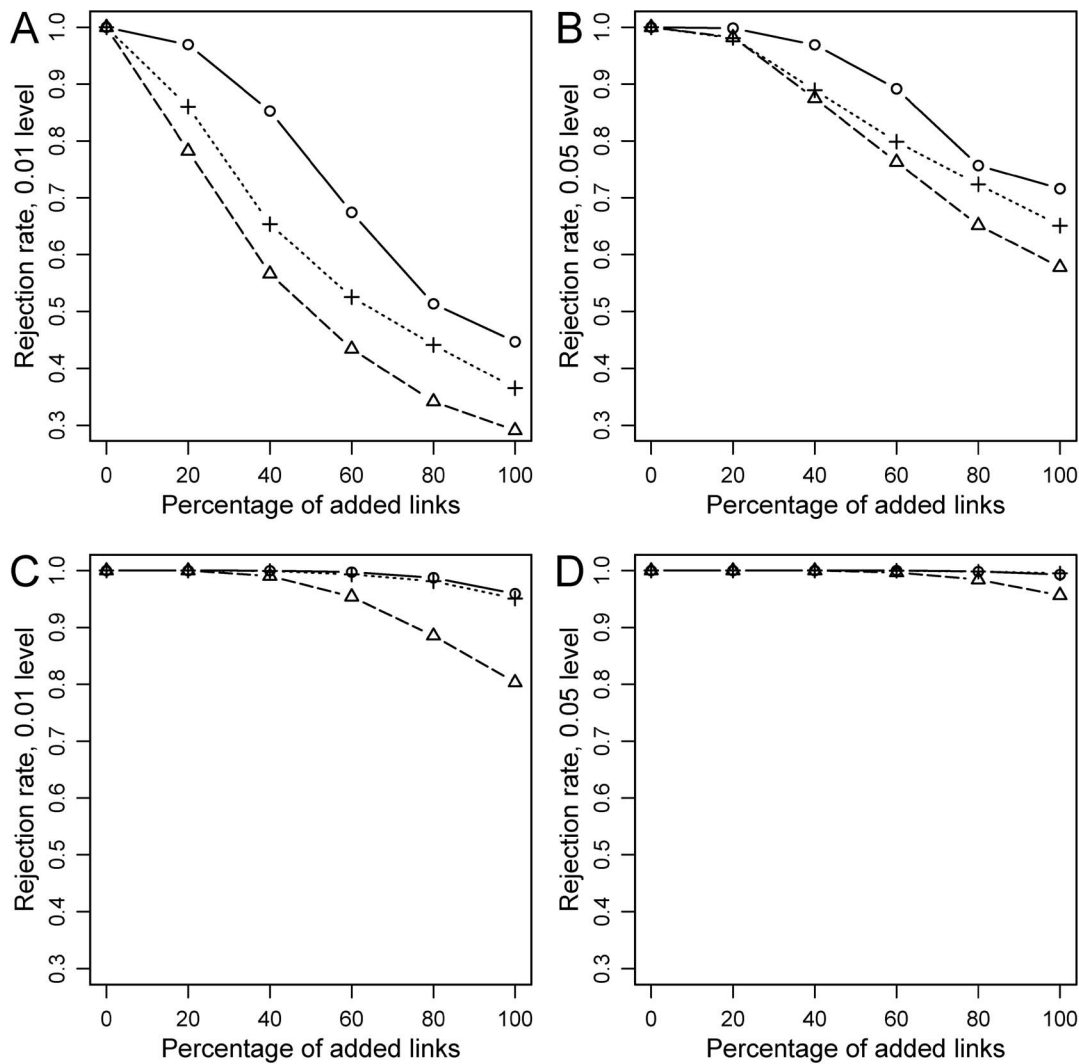 A
Rejection rate, 0.01 level
1.0
0.9
0.8
0.7
0.6
0.5
0.4
0.3
0 20 40 60 80 100
Percentage of added links
B
Rejection rate, 0.05 level
1.0
0.9
0.8
0.7
0.6
0.5
0.4
0.3
0 20 40 60 80 100
Percentage of added links
C
Rejection rate, 0.01 level
1.0
0.9
0.8
0.7
0.6
0.5
0.4
0.3
0 20 40 60 80 100
Percentage of added links
D
Rejection rate, 0.05 level
1.0
0.9
0.8
0.7
0.6
0.5
0.4
0.3
0 20 40 60 80 100
Percentage of added links